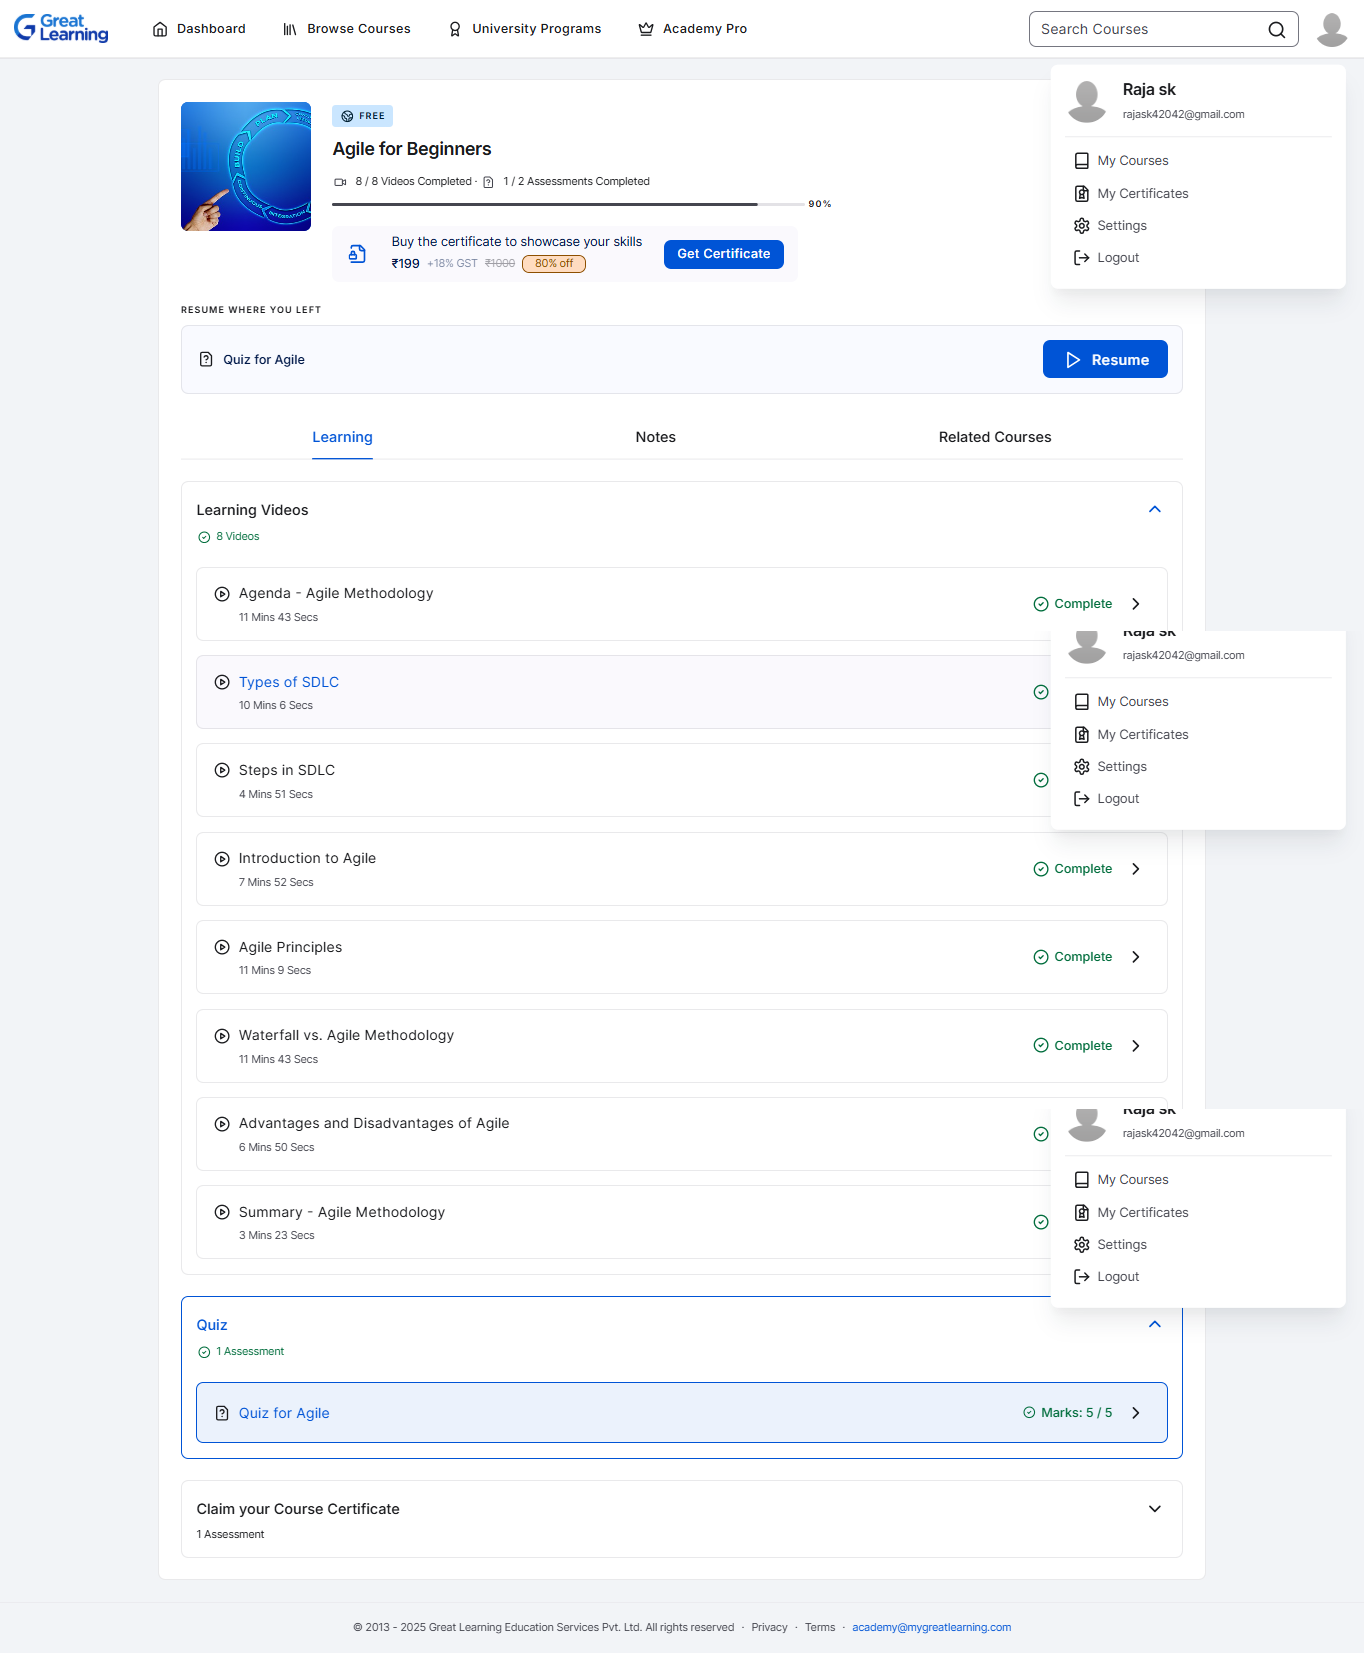 Great Learning
Dashboard
Browse Courses
University Programs
Academy Pro
Search Courses
Raja sk
rajask42042@gmail.com
My Courses
My Certificates
Settings
Logout
FREE
Agile for Beginners
8 / 8 Videos Completed · 1 / 2 Assessments Completed
90%
Buy the certificate to showcase your skills
₹199 +18% GST ₹1000 80% off
Get Certificate
RESUME WHERE YOU LEFT
Quiz for Agile
Resume
Learning
Notes
Related Courses
Learning Videos
8 Videos
Agenda - Agile Methodology
11 Mins 43 Secs
Complete
Raja sk
rajask42042@gmail.com
My Courses
My Certificates
Settings
Logout
Types of SDLC
10 Mins 6 Secs
Steps in SDLC
4 Mins 51 Secs
Introduction to Agile
7 Mins 52 Secs
Complete
Agile Principles
11 Mins 9 Secs
Complete
Waterfall vs. Agile Methodology
11 Mins 43 Secs
Complete
Raja sk
rajask42042@gmail.com
My Courses
My Certificates
Settings
Logout
Advantages and Disadvantages of Agile
6 Mins 50 Secs
Summary - Agile Methodology
3 Mins 23 Secs
Quiz
1 Assessment
Quiz for Agile
Marks: 5 / 5
Claim your Course Certificate
1 Assessment
© 2013 - 2025 Great Learning Education Services Pvt. Ltd. All rights reserved · Privacy · Terms · academy@mygreatlearning.com